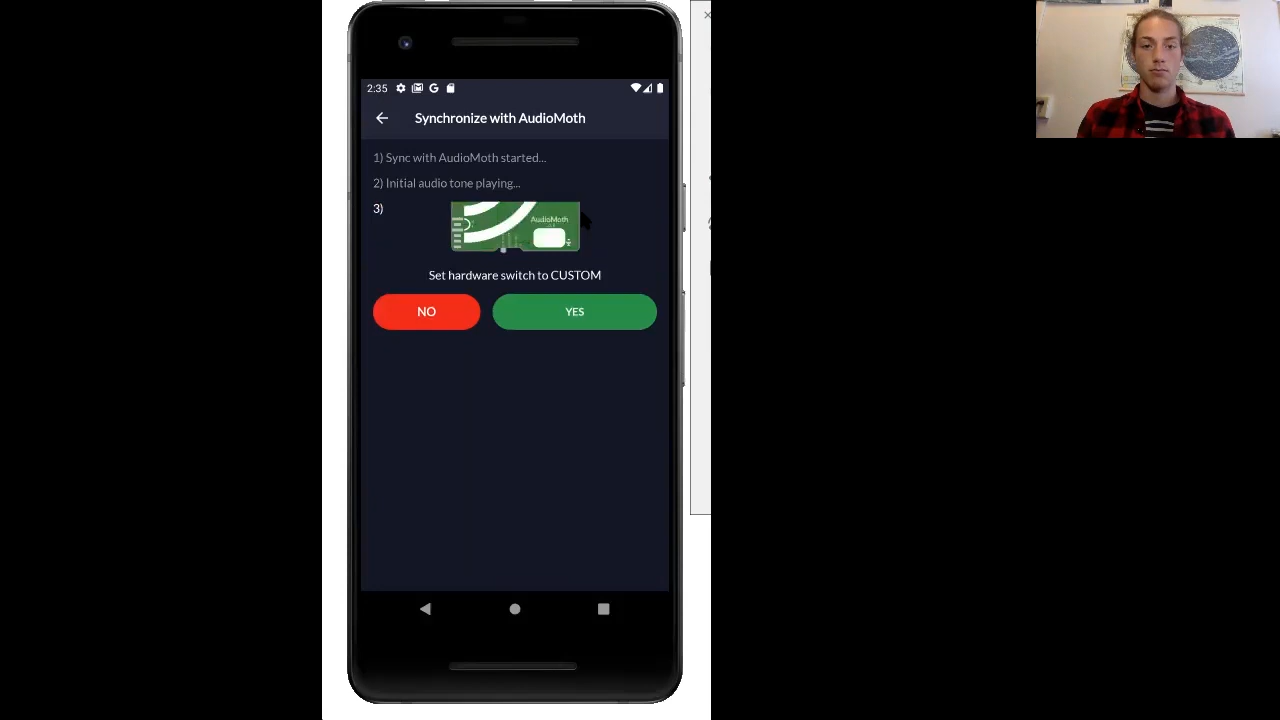 2:35
Synchronize with AudioMoth
1) Sync with AudioMoth started...
2) Initial audio tone playing...
3)
AudioMoth
Set hardware switch to CUSTOM
NO
YES